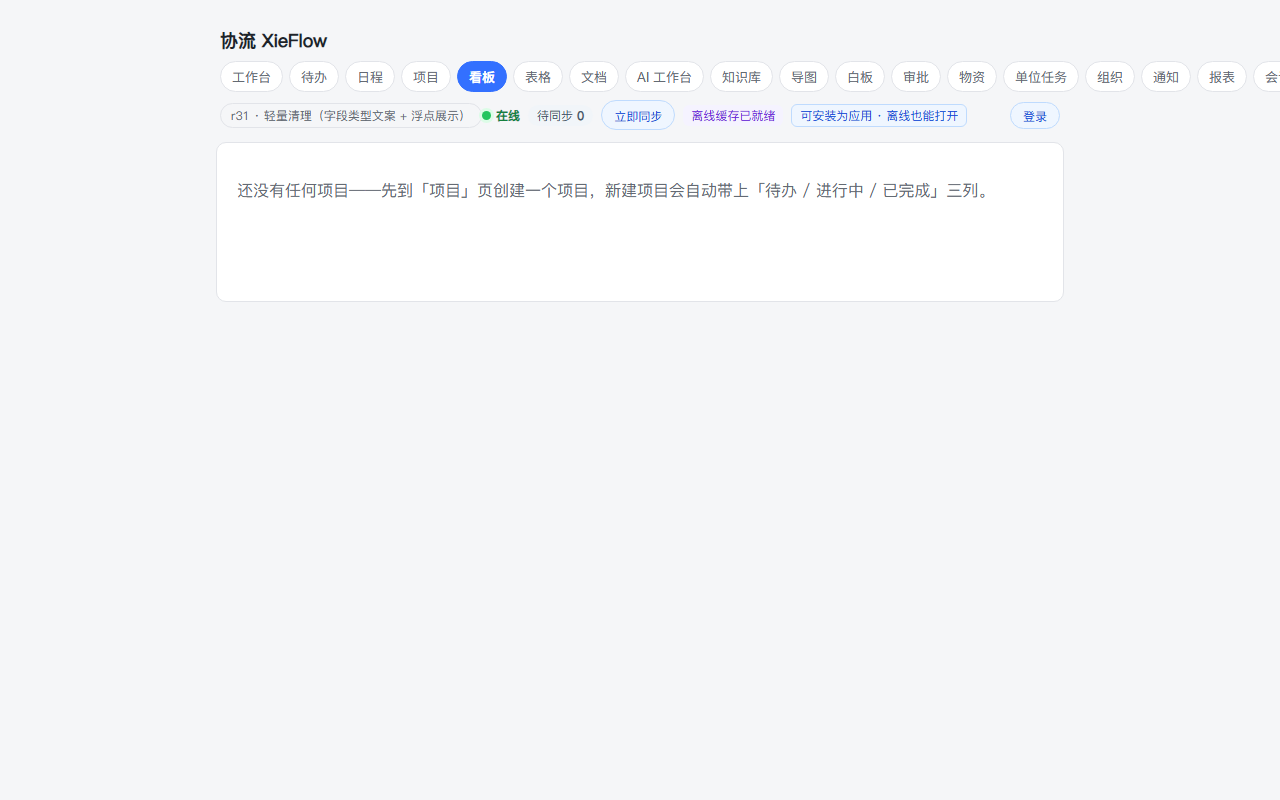 协流 XieFlow
工作台 待办 日程 项目 看板 表格 文档 AI 工作台 知识库 导图 白板 审批 物资 单位任务 组织 通知 报表 会
r31 · 轻量清理（字段类型文案 + 浮点展示） 在线 待同步 0 立即同步 离线缓存已就绪 可安装为应用 · 离线也能打开 登录
还没有任何项目——先到「项目」页创建一个项目，新建项目会自动带上「待办 / 进行中 / 已完成」三列。